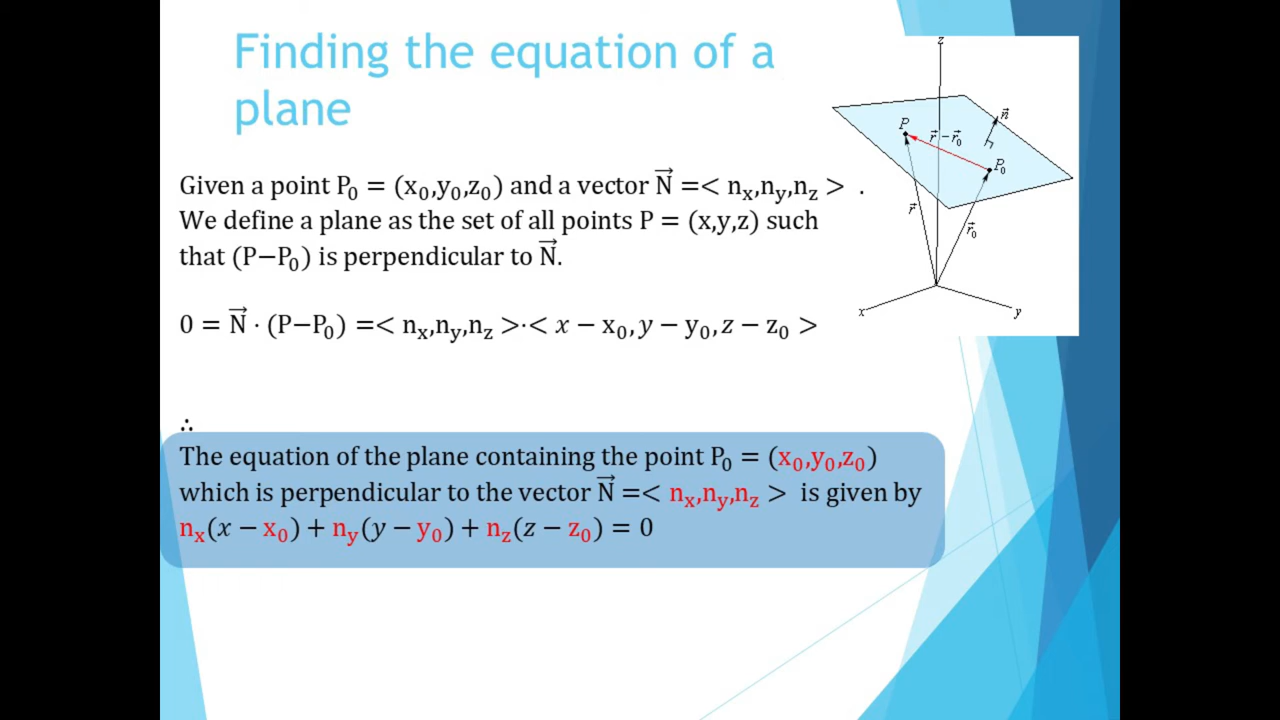 Finding the equation of a
plane
Given a point P₀ = (x₀,y₀,z₀) and a vector N⃗ =< nₓ,n_y,n_z > .
We define a plane as the set of all points P = (x,y,z) such
that (P−P₀) is perpendicular to N⃗.
0 = N⃗ · (P−P₀) =< nₓ,n_y,n_z >·< x − x₀, y − y₀, z − z₀ >
∴
The equation of the plane containing the point P₀ = (x₀,y₀,z₀)
which is perpendicular to the vector N⃗ =< nₓ,n_y,n_z > is given by
nₓ(x − x₀) + n_y(y − y₀) + n_z(z − z₀) = 0
z
n⃗
P
r⃗ − r⃗₀
P₀
r⃗
r⃗₀
x
y